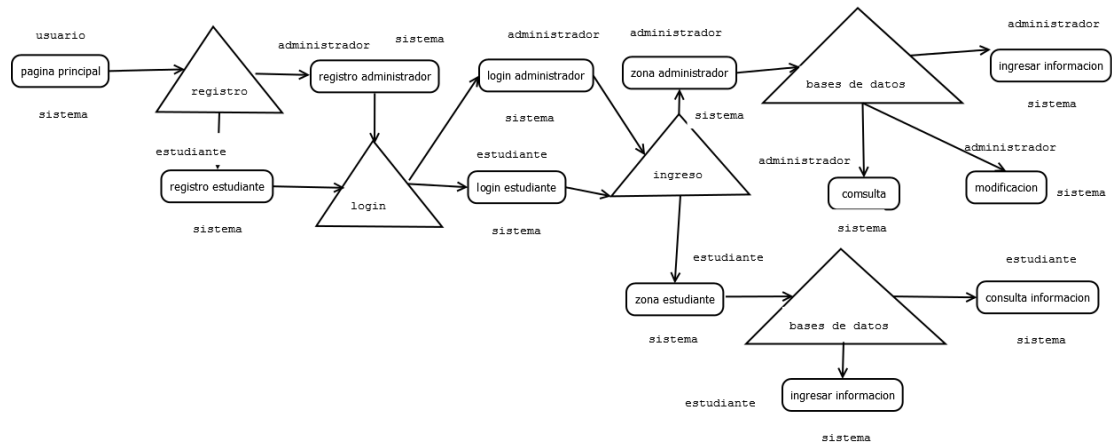 usuario
pagina principal
sistema
registro
administrador
sistema
registro administrador
estudiante
registro estudiante
sistema
login
administrador
login administrador
sistema
estudiante
login estudiante
sistema
ingreso
administrador
zona administrador
sistema
bases de datos
administrador
ingresar informacion
sistema
administrador
comsulta
sistema
administrador
modificacion
sistema
estudiante
zona estudiante
sistema
bases de datos
estudiante
consulta informacion
sistema
estudiante
ingresar informacion
sistema